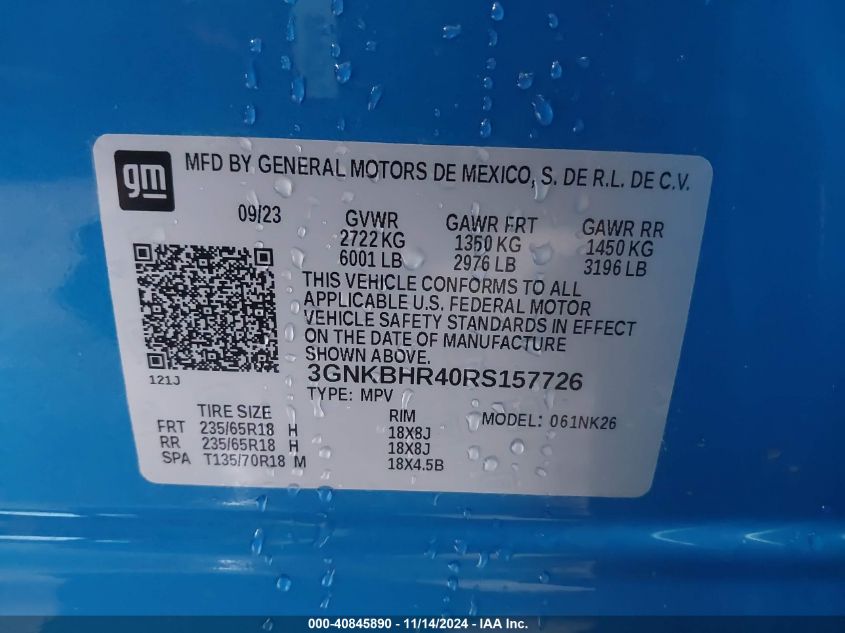 gm
MFD BY GENERAL MOTORS DE MEXICO, S. DE R.L. DE C.V.
09/23 GVWR GAWR FRT GAWR RR
2722 KG 1350 KG 1450 KG
6001 LB 2976 LB 3196 LB
THIS VEHICLE CONFORMS TO ALL
APPLICABLE U.S. FEDERAL MOTOR
VEHICLE SAFETY STANDARDS IN EFFECT
ON THE DATE OF MANUFACTURE
SHOWN ABOVE.
121J
3GNKBHR40RS157726
TYPE: MPV
TIRE SIZE RIM MODEL: 061NK26
FRT 235/65R18 H 18X8J
RR 235/65R18 H 18X8J
SPA T135/70R18 M 18X4.5B
000-40845890 - 11/14/2024 - IAA Inc.